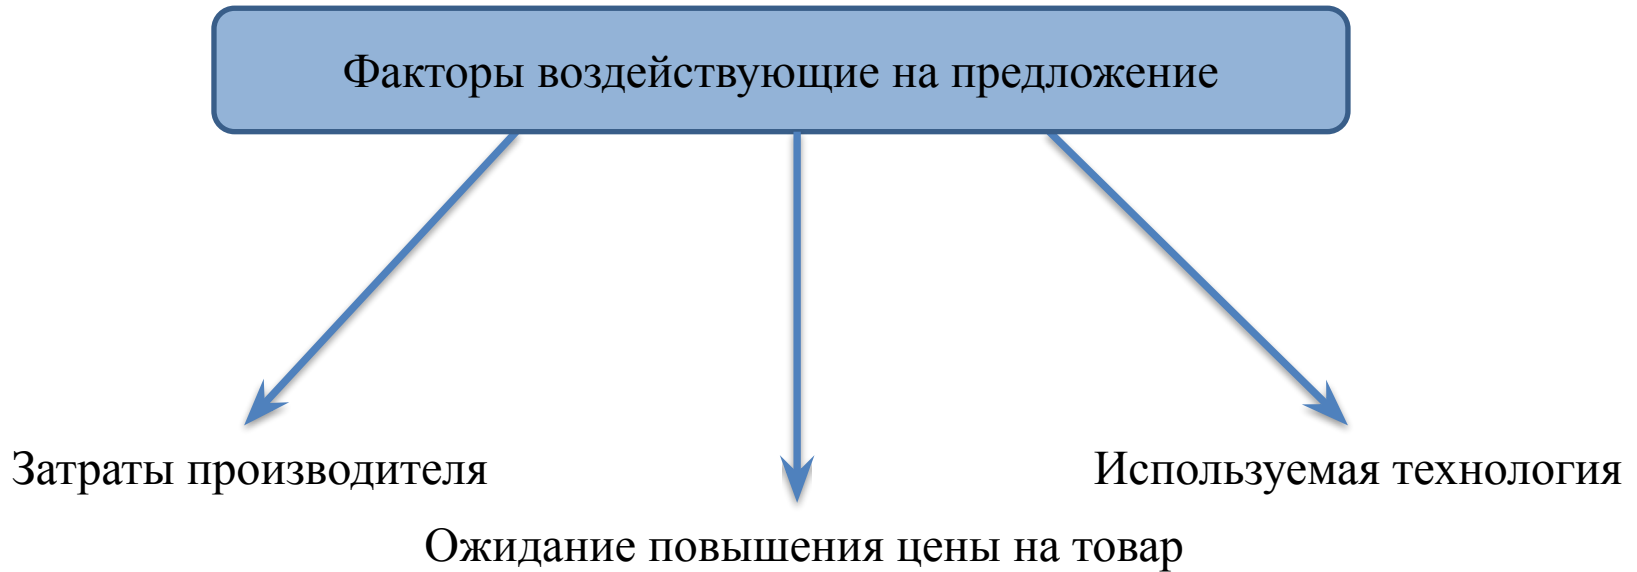 Факторы воздействующие на предложение
Затраты производителя
Используемая технология
Ожидание повышения цены на товар